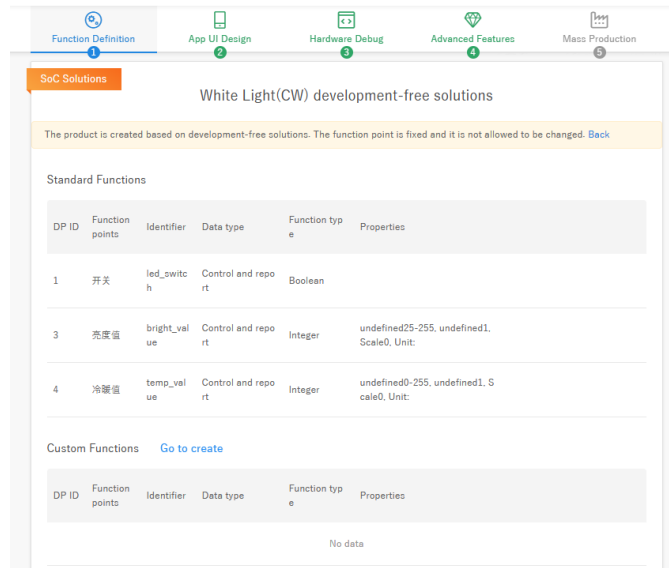 Function Definition
App UI Design
Hardware Debug
Advanced Features
Mass Production
1
2
3
4
5
SoC Solutions
White Light(CW) development-free solutions
The product is created based on development-free solutions. The function point is fixed and it is not allowed to be changed. Back
Standard Functions
DP ID
Function
points
Identifier
Data type
Function typ
e
Properties
1
开关
led_switc
h
Control and repo
rt
Boolean
3
亮度值
bright_val
ue
Control and repo
rt
Integer
undefined25-255, undefined1,
Scale0, Unit:
4
冷暖值
temp_val
ue
Control and repo
rt
Integer
undefined0-255, undefined1, S
cale0, Unit:
Custom Functions
Go to create
DP ID
Function
points
Identifier
Data type
Function typ
e
Properties
No data